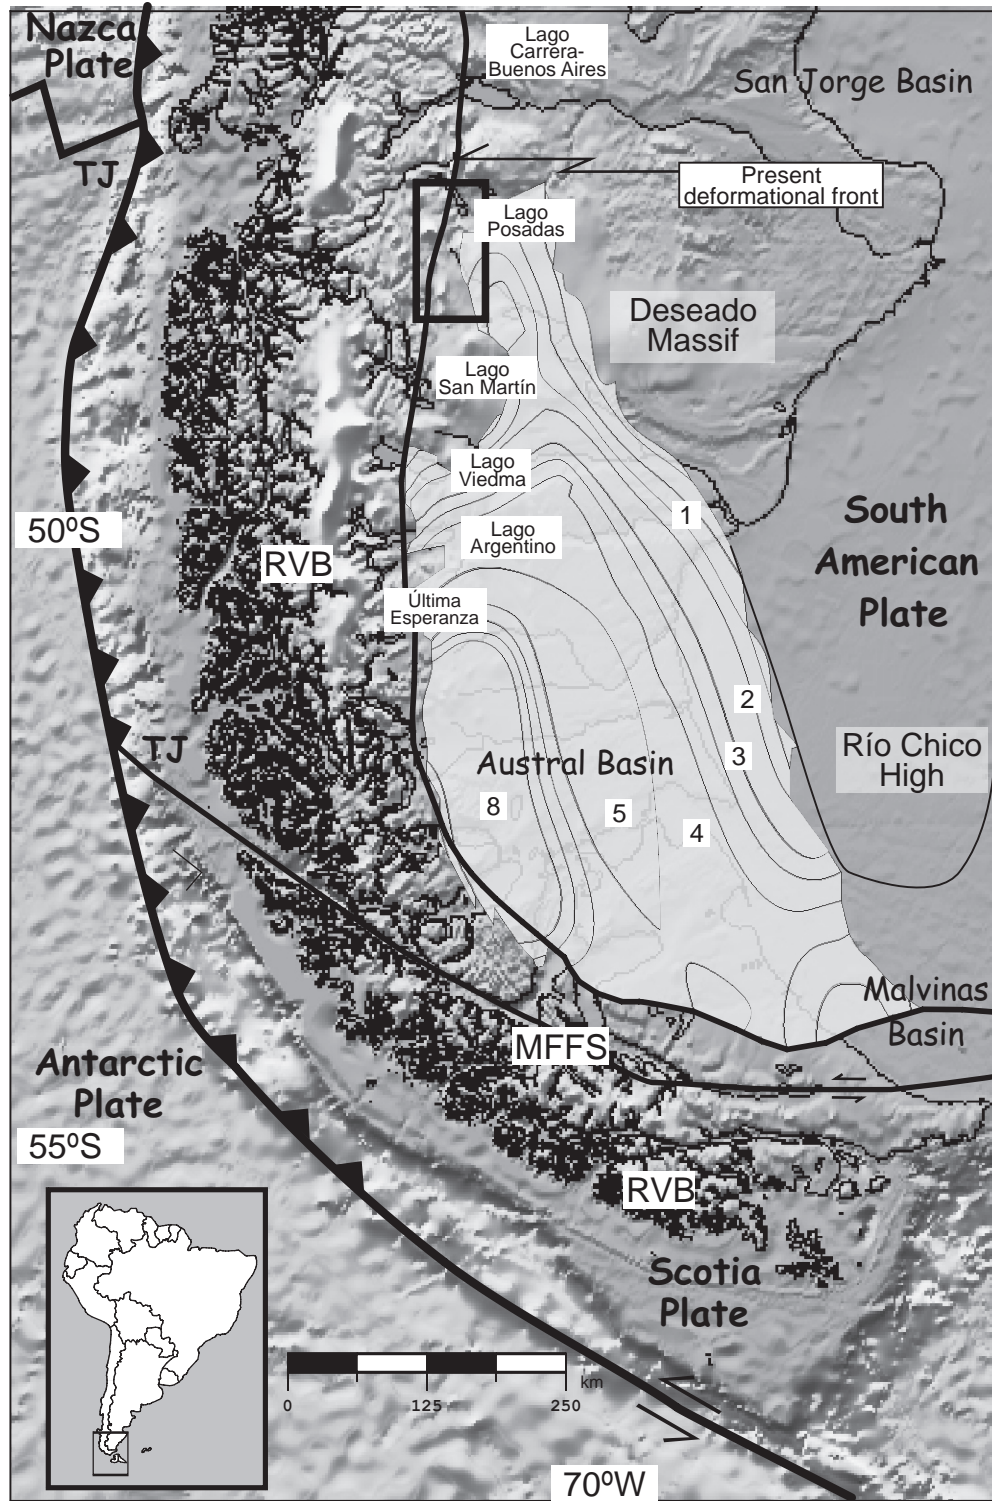 Nazca
Plate
TJ
Lago
Carrera-
Buenos Aires
San Jorge Basin
Present
deformational front
Lago
Posadas
Deseado
Massif
Lago
San Martín
Lago
Viedma
Lago
Argentino
1
50ºS
RVB
South
American
Plate
Última
Esperanza
2
3
TJ
Río Chico
High
Austral Basin
8
5
4
Malvinas
Basin
MFFS
Antarctic
Plate
55ºS
RVB
Scotia
Plate
km
0 125 250
70ºW